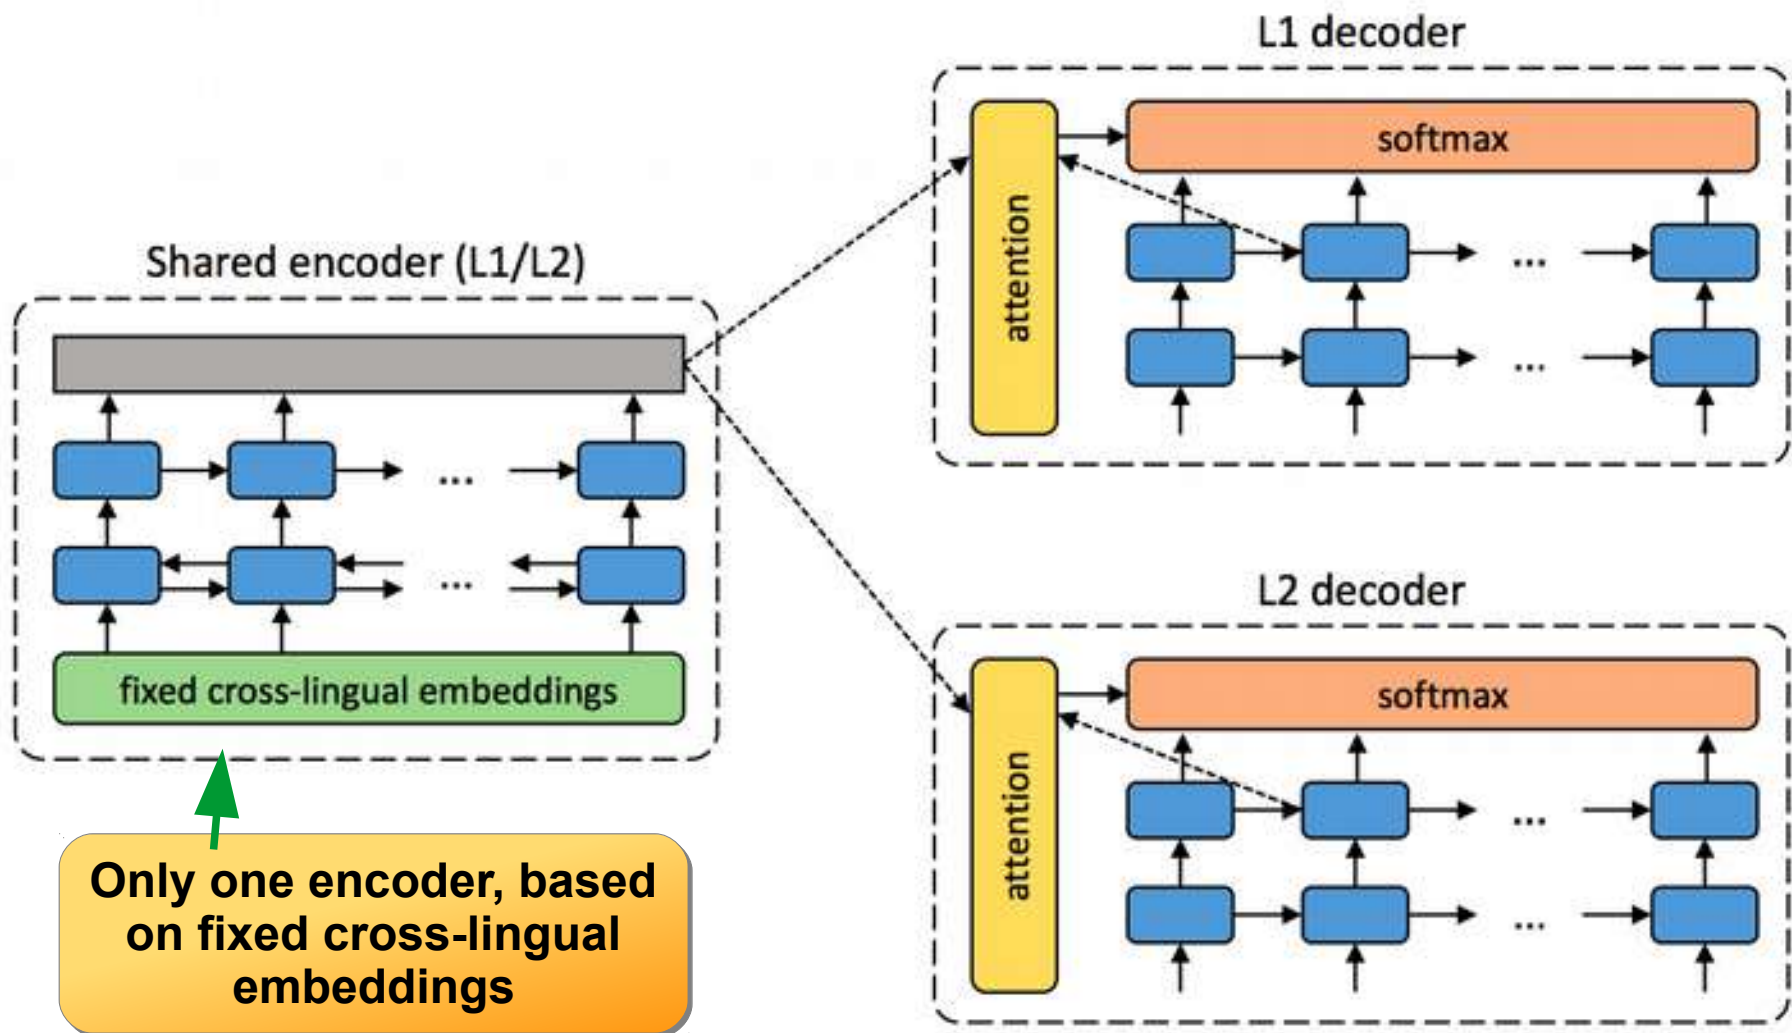 L1 decoder
softmax
attention
...
...
Shared encoder (L1/L2)
...
...
fixed cross-lingual embeddings
Only one encoder, based
on fixed cross-lingual
embeddings
L2 decoder
softmax
attention
...
...